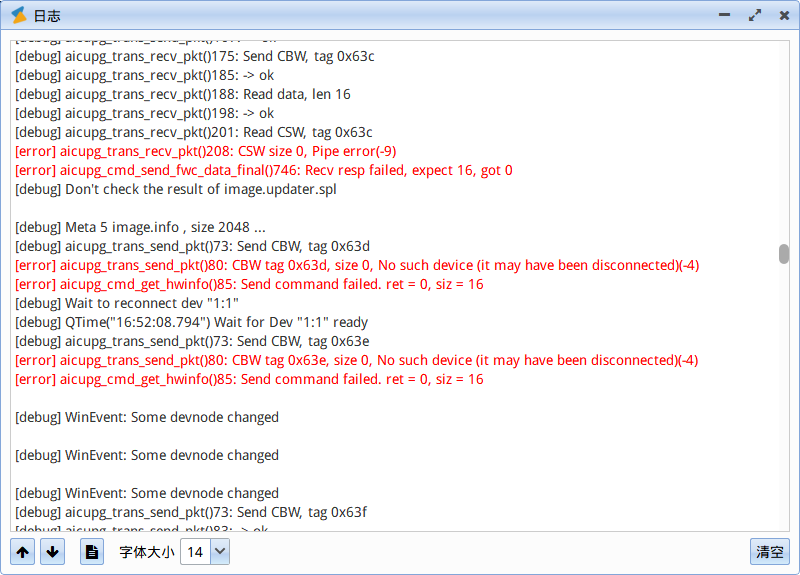 日志
[debug] aicupg_trans_recv_pkt()175: Send CBW, tag 0x63c
[debug] aicupg_trans_recv_pkt()185: -> ok
[debug] aicupg_trans_recv_pkt()188: Read data, len 16
[debug] aicupg_trans_recv_pkt()198: -> ok
[debug] aicupg_trans_recv_pkt()201: Read CSW, tag 0x63c
[error] aicupg_trans_recv_pkt()208: CSW size 0, Pipe error(-9)
[error] aicupg_cmd_send_fwc_data_final()746: Recv resp failed, expect 16, got 0
[debug] Don't check the result of image.updater.spl
[debug] Meta 5 image.info , size 2048 ...
[debug] aicupg_trans_send_pkt()73: Send CBW, tag 0x63d
[error] aicupg_trans_send_pkt()80: CBW tag 0x63d, size 0, No such device (it may have been disconnected)(-4)
[error] aicupg_cmd_get_hwinfo()85: Send command failed. ret = 0, siz = 16
[debug] Wait to reconnect dev "1:1"
[debug] QTime("16:52:08.794") Wait for Dev "1:1" ready
[debug] aicupg_trans_send_pkt()73: Send CBW, tag 0x63e
[error] aicupg_trans_send_pkt()80: CBW tag 0x63e, size 0, No such device (it may have been disconnected)(-4)
[error] aicupg_cmd_get_hwinfo()85: Send command failed. ret = 0, siz = 16
[debug] WinEvent: Some devnode changed
[debug] WinEvent: Some devnode changed
[debug] WinEvent: Some devnode changed
[debug] aicupg_trans_send_pkt()73: Send CBW, tag 0x63f
[debug] aicupg_trans_send_pkt()83: -> ok
字体大小 14 清空